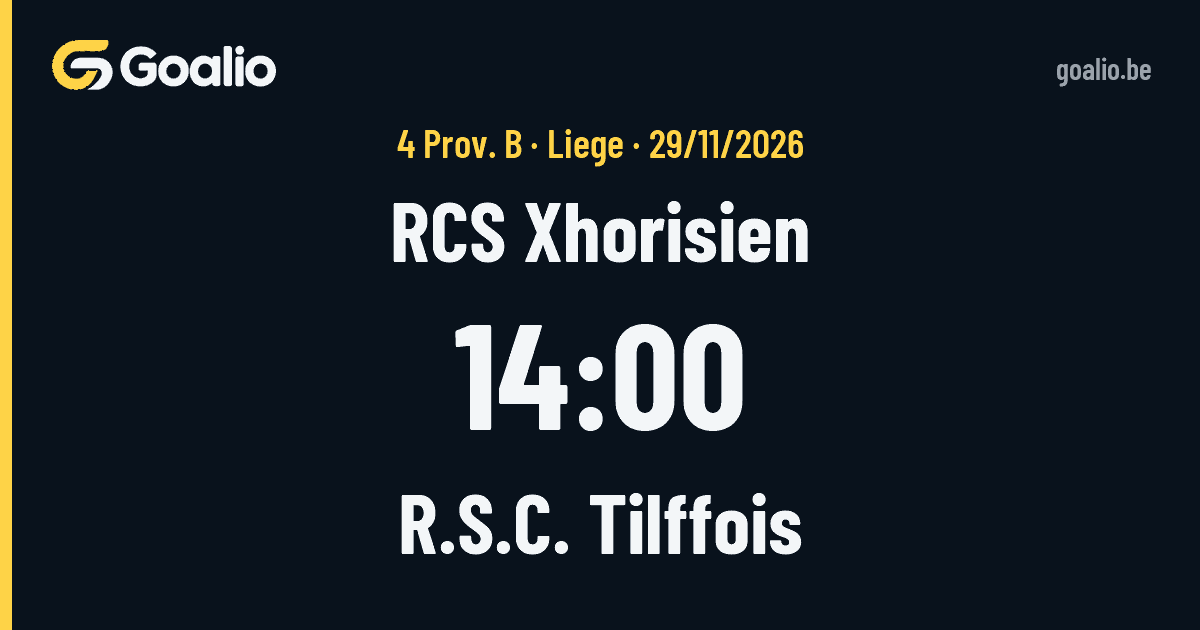 Goalio
goalio.be
4 Prov. B · Liege · 29/11/2026
RCS Xhorisien
14:00
R.S.C. Tilffois